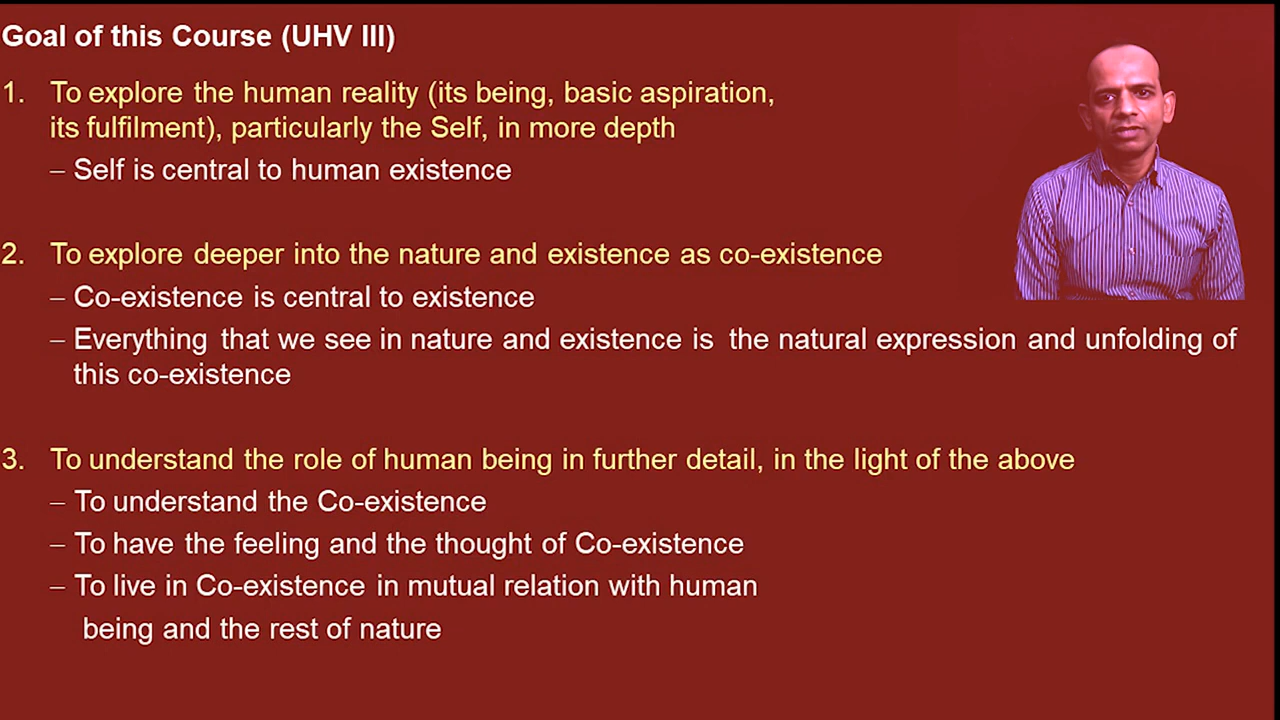 Goal of this Course (UHV III)
1. To explore the human reality (its being, basic aspiration,
its fulfilment), particularly the Self, in more depth
– Self is central to human existence
2. To explore deeper into the nature and existence as co-existence
– Co-existence is central to existence
– Everything that we see in nature and existence is the natural expression and unfolding of
this co-existence
3. To understand the role of human being in further detail, in the light of the above
– To understand the Co-existence
– To have the feeling and the thought of Co-existence
– To live in Co-existence in mutual relation with human
being and the rest of nature